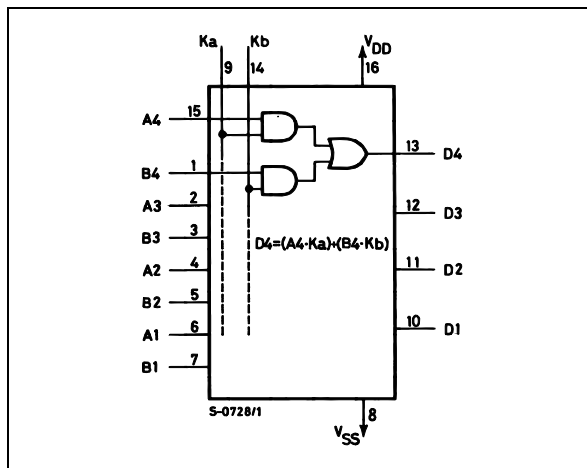 Ka Kb VDD
9 14 16
A4 15
13 D4
B4 1
A3 2
12 D3
B3 3
D4=(A4·Ka)+(B4·Kb)
A2 4
11 D2
B2 5
A1 6
10 D1
B1 7
S-0728/1
8
VSS